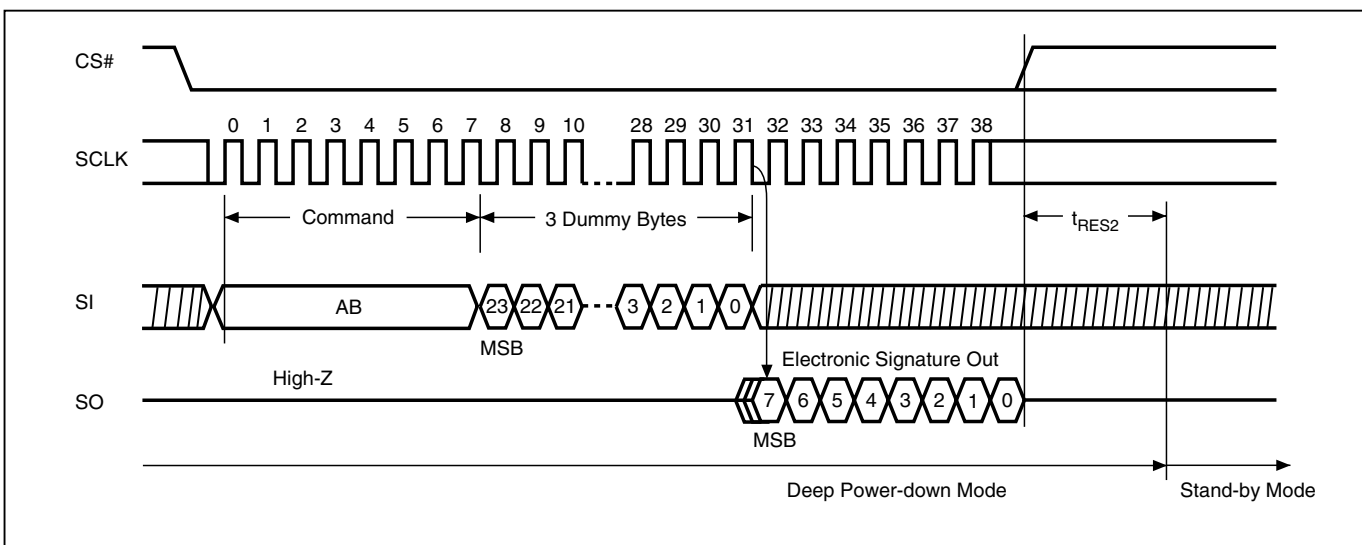 CS#
0 1 2 3 4 5 6 7 8 9 10 28 29 30 31 32 33 34 35 36 37 38
SCLK
Command 3 Dummy Bytes tRES2
SI AB 23 22 21 3 2 1 0
MSB
Electronic Signature Out
High-Z
SO 7 6 5 4 3 2 1 0
MSB
Deep Power-down Mode Stand-by Mode